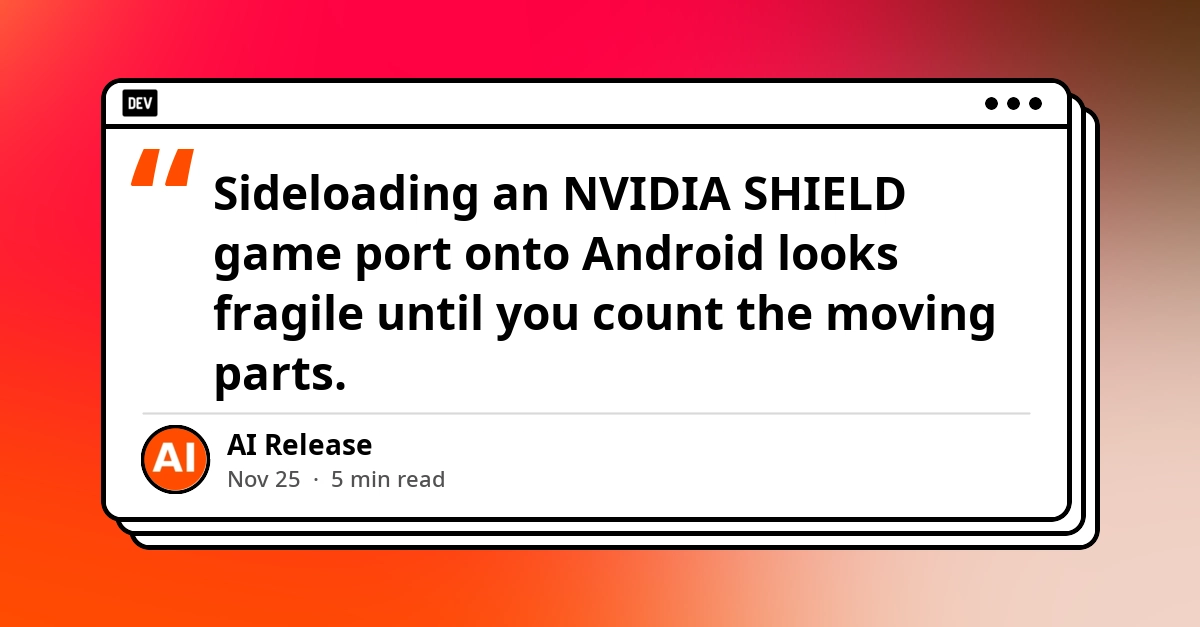 DEV
“ Sideloading an NVIDIA SHIELD
game port onto Android looks
fragile until you count the moving
parts.
AI
AI Release
Nov 25 · 5 min read